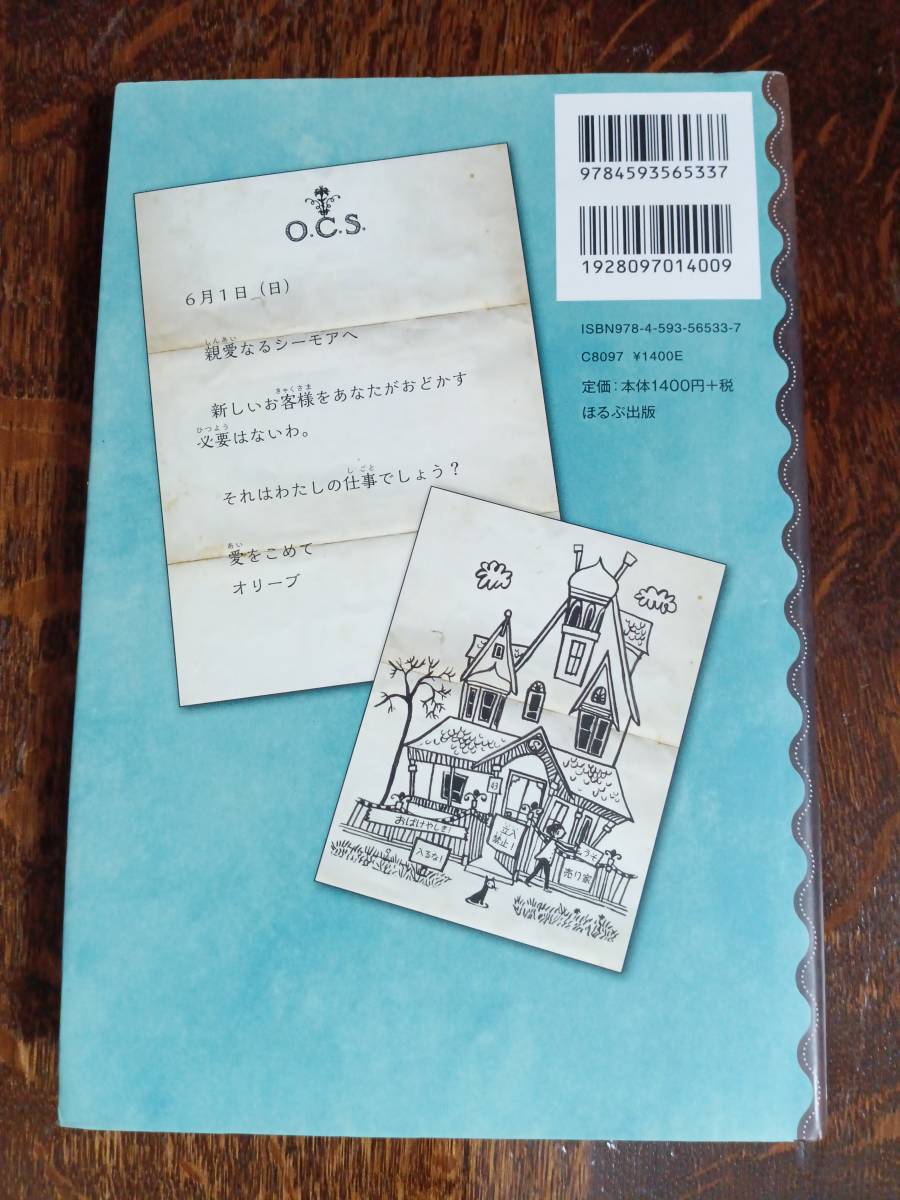 O.C.S.
6月1日(日)
親愛なるシーモアへ
新しいお客様をあなたがおどかす
必要はないわ。
それはわたしの仕事でしょう?
愛をこめて
オリーブ
9784593565337
1928097014009
ISBN978-4-593-56533-7
C8097 ¥1400E
定価:本体1400円+税
ほるぷ出版
43
おばけやしき!
入るな!
立入
禁止!
売り家